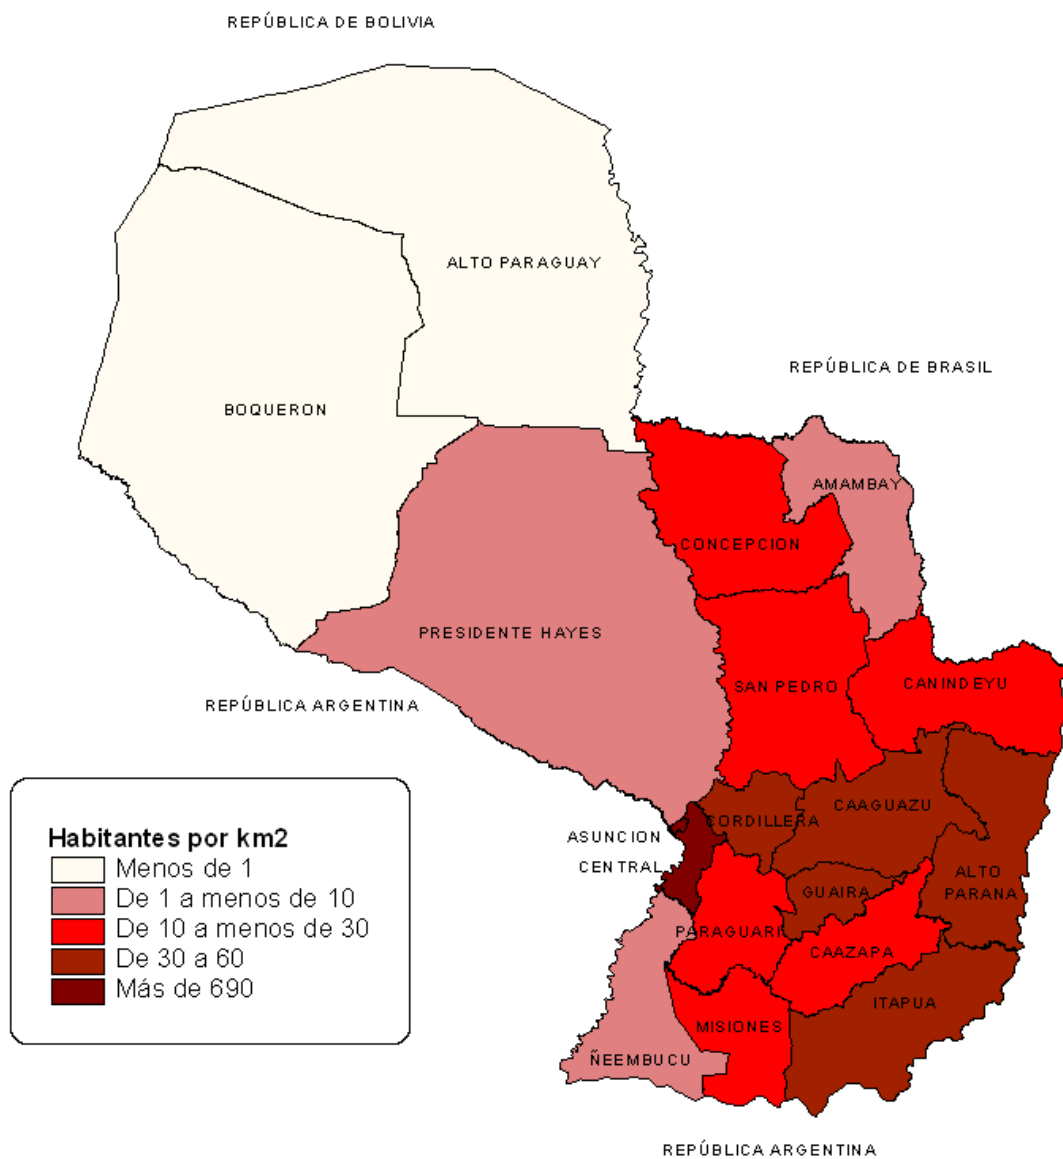 REPÚBLICA DE BOLIVIA
ALTO PARAGUAY
REPÚBLICA DE BRASIL
BOQUERON
AMAMBAY
CONCEPCION
PRESIDENTE HAYES
SAN PEDRO
CANINDEYU
REPÚBLICA ARGENTINA
CAAGUAZU
CORDILLERA
ASUNCION
CENTRAL
ALTO
PARANA
GUAIRA
PARAGUARI
CAAZAPA
ITAPUA
MISIONES
ÑEEMBUCU
REPÚBLICA ARGENTINA
Habitantes por km2
Menos de 1
De 1 a menos de 10
De 10 a menos de 30
De 30 a 60
Más de 690